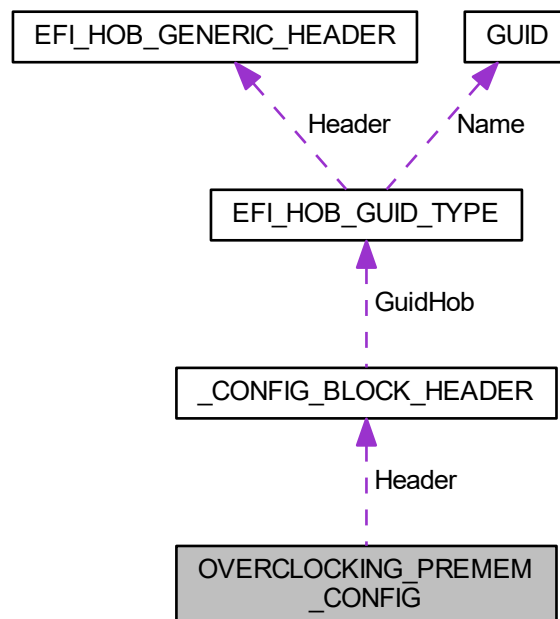 EFI_HOB_GENERIC_HEADER
GUID
Header
Name
EFI_HOB_GUID_TYPE
GuidHob
_CONFIG_BLOCK_HEADER
Header
OVERCLOCKING_PREMEM
_CONFIG